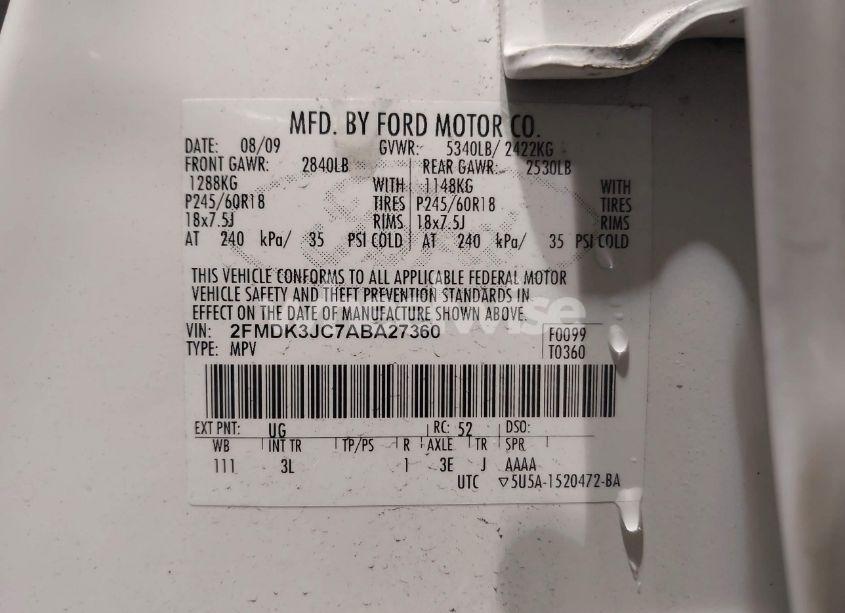 MFD. BY FORD MOTOR CO.
DATE: 08/09 GVWR: 5340LB/ 2422KG
FRONT GAWR: 2840LB REAR GAWR: 2530LB
1288KG WITH 1148KG WITH
P245/60R18 TIRES P245/60R18 TIRES
18x7.5J RIMS 18x7.5J RIMS
AT 240 kPa/ 35 PSI COLD AT 240 kPa/ 35 PSI COLD
THIS VEHICLE CONFORMS TO ALL APPLICABLE FEDERAL MOTOR
VEHICLE SAFETY AND THEFT PREVENTION STANDARDS IN
EFFECT ON THE DATE OF MANUFACTURE SHOWN ABOVE.
VIN: 2FMDK3JC7ABA27360 F0099
TYPE: MPV T0360
EXT PNT: UG RC: 52 DSO:
WB INT TR TP/PS R AXLE TR SPR
111 3L 1 3E J AAAA
UTC ▽5U5A-1520472-BA